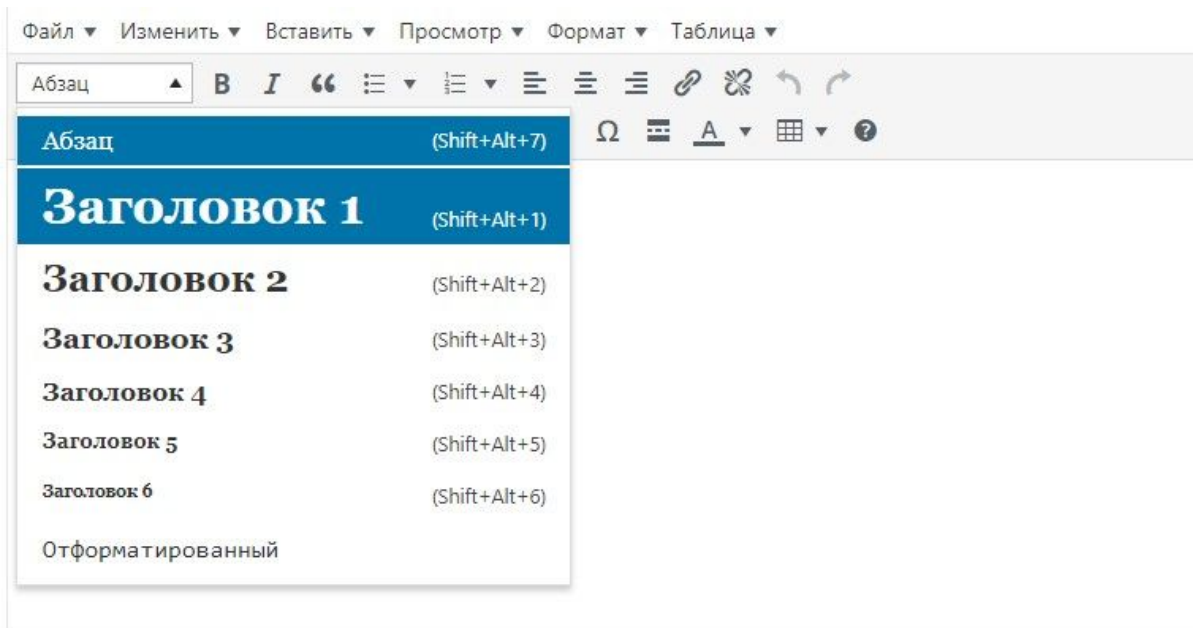 Файл Изменить Вставить Просмотр Формат Таблица
Абзац B I
Ω A
Абзац (Shift+Alt+7)
Заголовок 1 (Shift+Alt+1)
Заголовок 2 (Shift+Alt+2)
Заголовок 3 (Shift+Alt+3)
Заголовок 4 (Shift+Alt+4)
Заголовок 5 (Shift+Alt+5)
Заголовок 6 (Shift+Alt+6)
Отформатированный